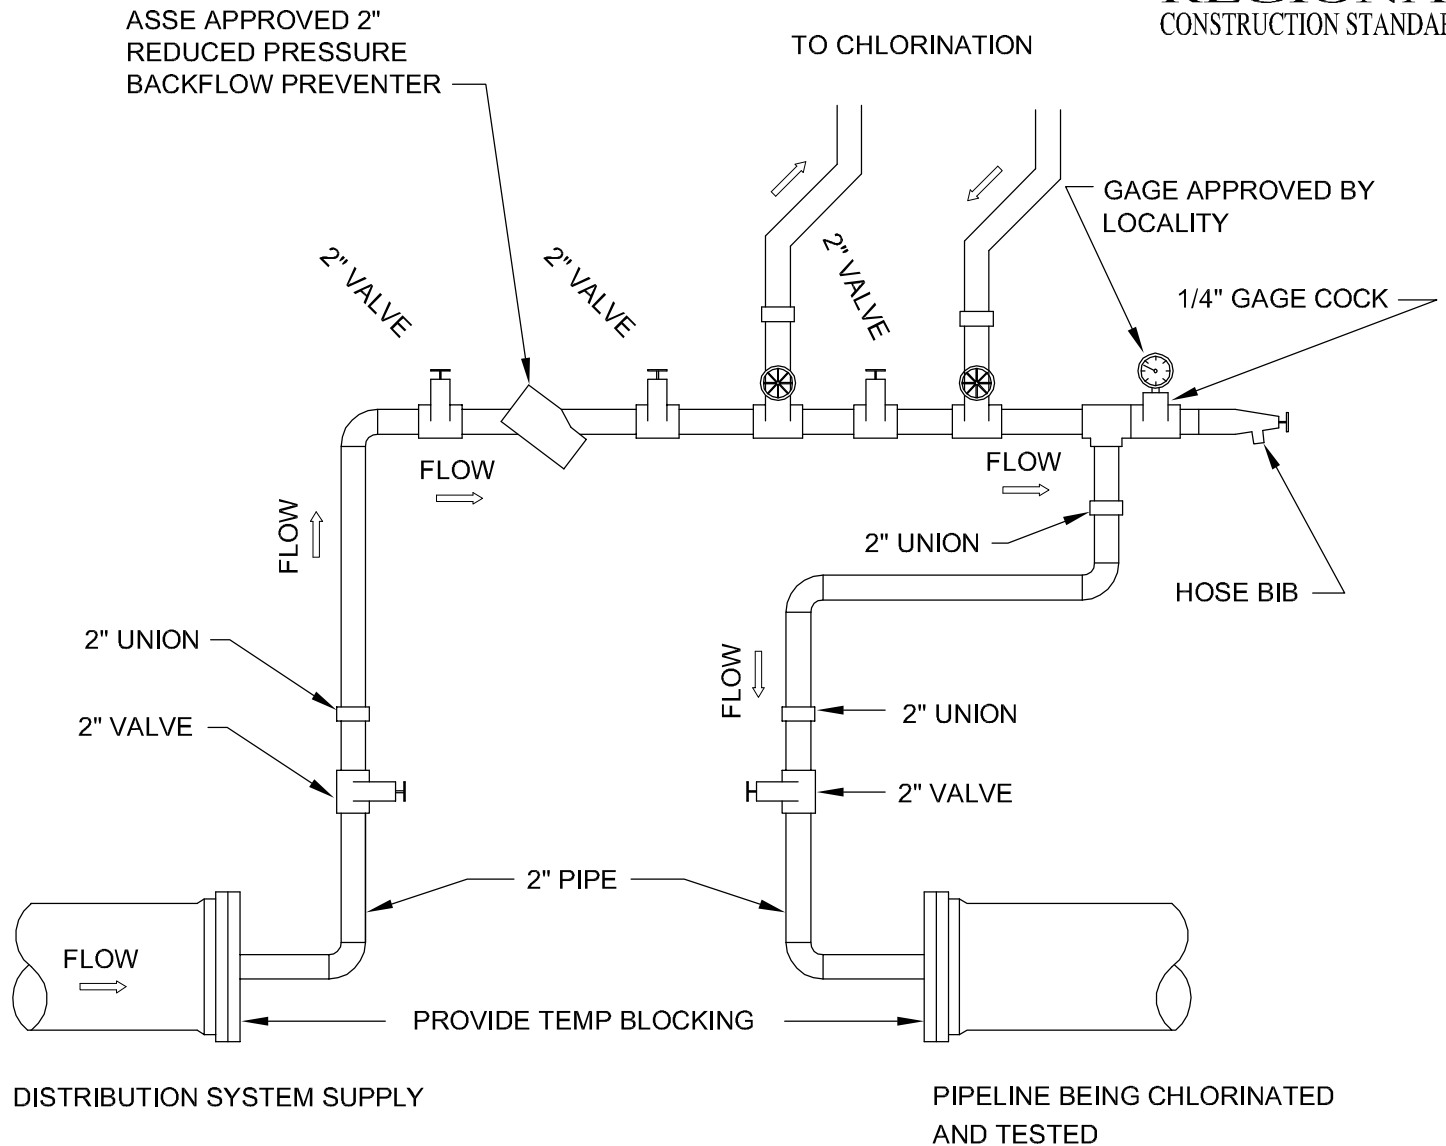 ASSE APPROVED 2"
REDUCED PRESSURE
BACKFLOW PREVENTER
TO CHLORINATION
CONSTRUCTION
GAGE APPROVED BY
LOCALITY
1/4" GAGE COCK
2" VALVE
2" VALVE
2" VALVE
FLOW
FLOW
FLOW
2" UNION
HOSE BIB
2" UNION
FLOW
2" UNION
2" VALVE
2" VALVE
2" PIPE
FLOW
PROVIDE TEMP BLOCKING
DISTRIBUTION SYSTEM SUPPLY
PIPELINE BEING CHLORINATED
AND TESTED